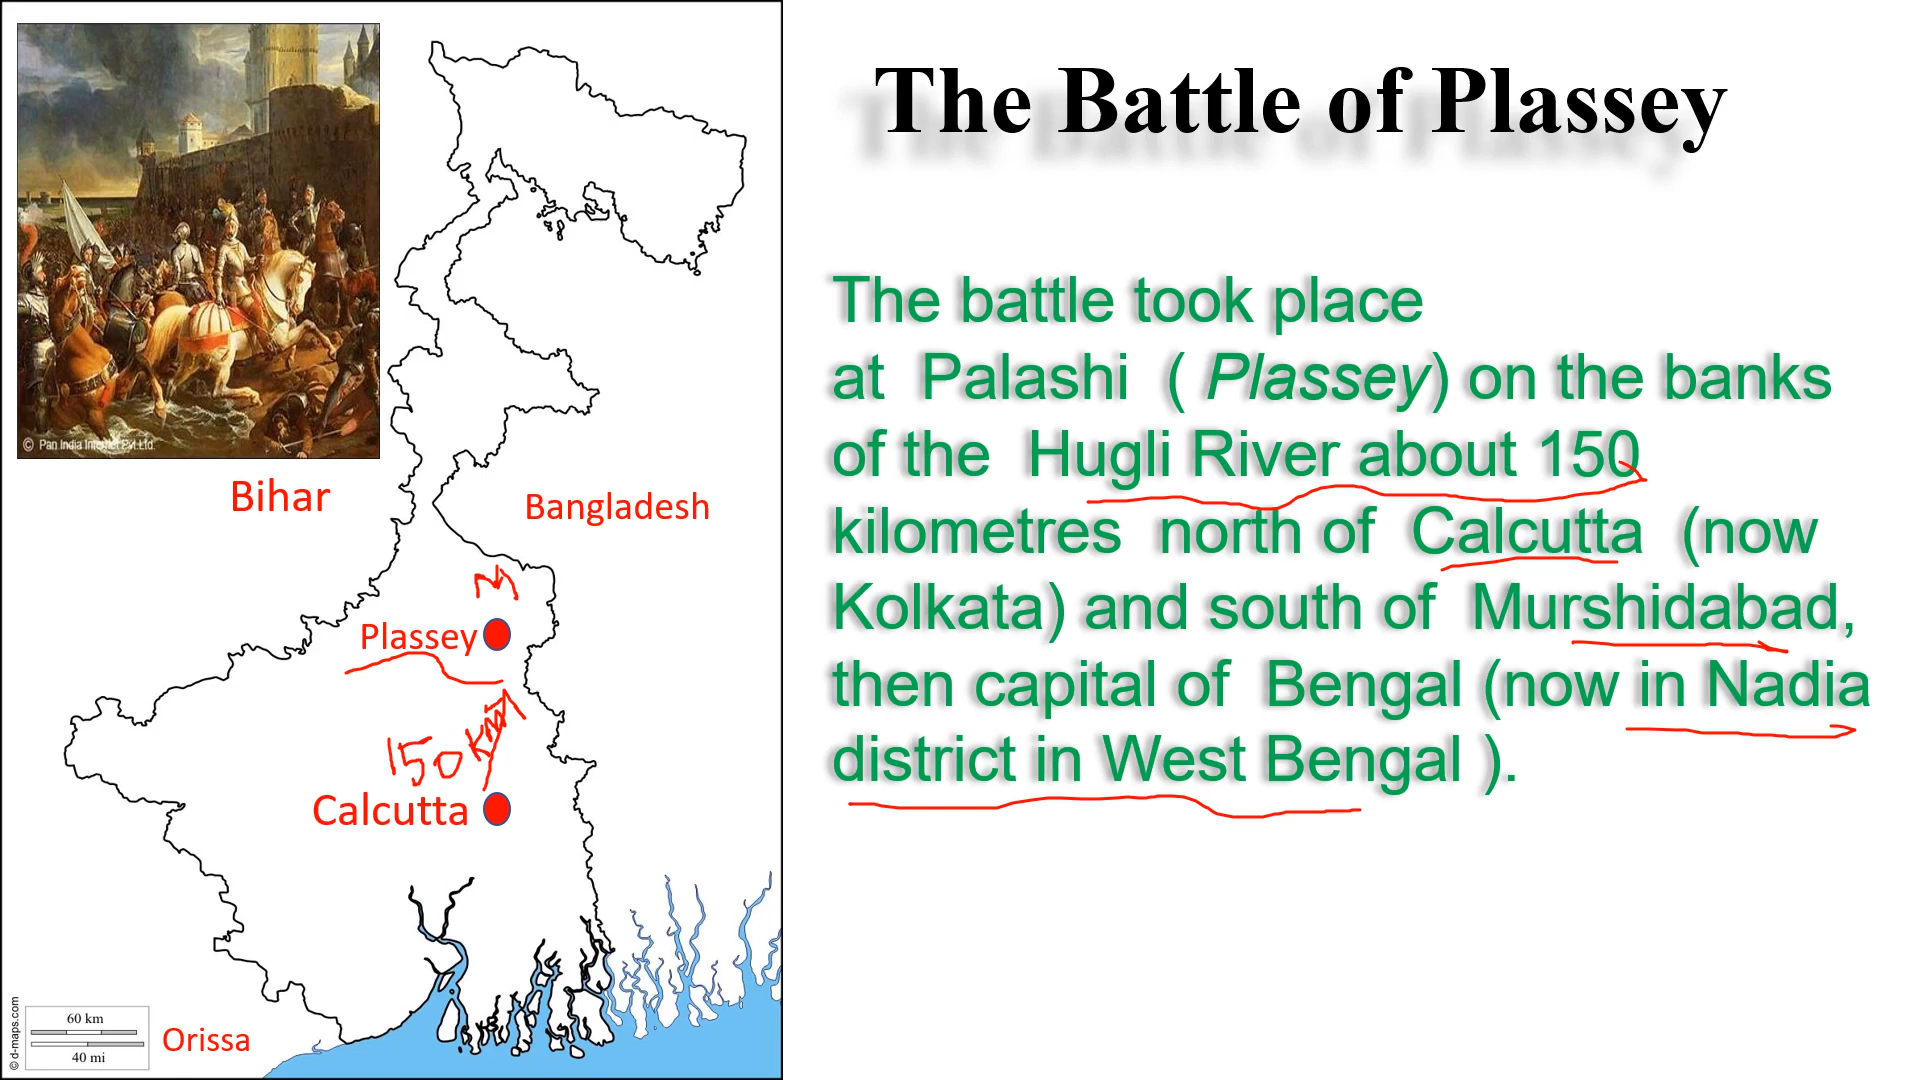 The Battle of Plassey
The battle took place
at Palashi ( Plassey) on the banks
of the Hugli River about 150
kilometres north of Calcutta (now
Kolkata) and south of Murshidabad,
then capital of Bengal (now in Nadia
district in West Bengal ).
© Pan India Internet Pvt.Ltd.
Bihar
Bangladesh
M
Plassey
150 km
Calcutta
Orissa
60 km
40 mi
© d-maps.com